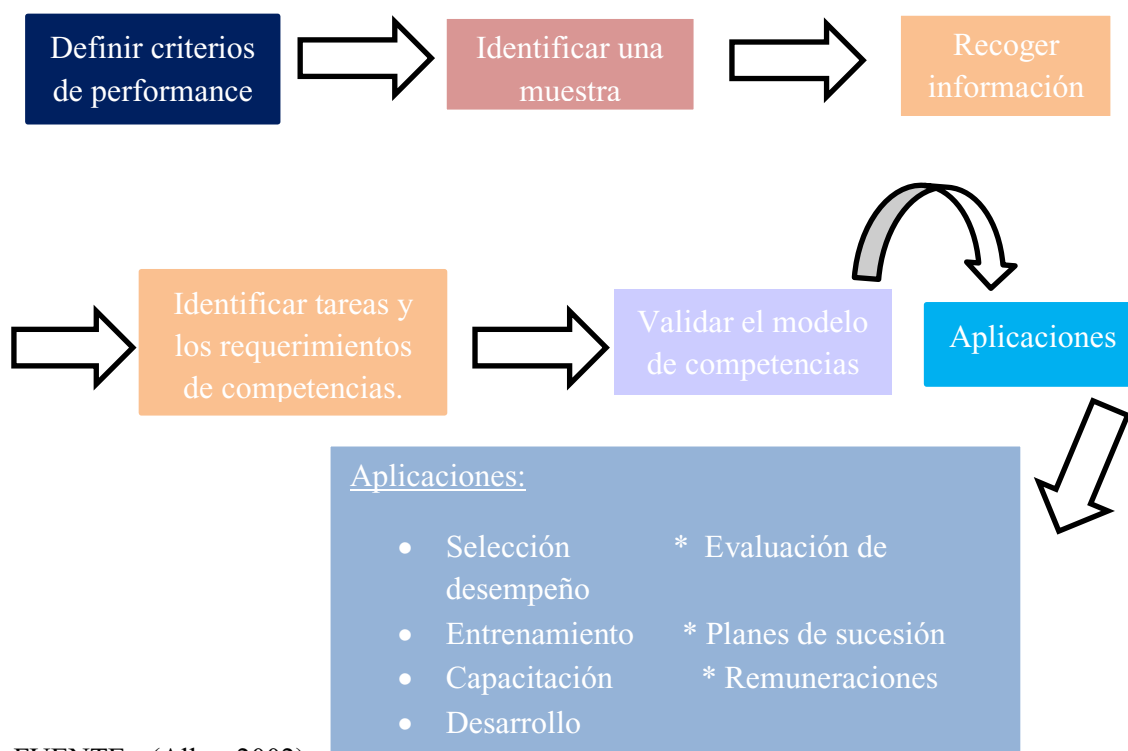 Definir criterios
de performance
Identificar una
muestra
Recoger
información
Identificar tareas y
los requerimientos
de competencias.
Validar el modelo
de competencias
Aplicaciones
Aplicaciones:
• Selección * Evaluación de
desempeño
• Entrenamiento * Planes de sucesión
• Capacitación * Remuneraciones
• Desarrollo